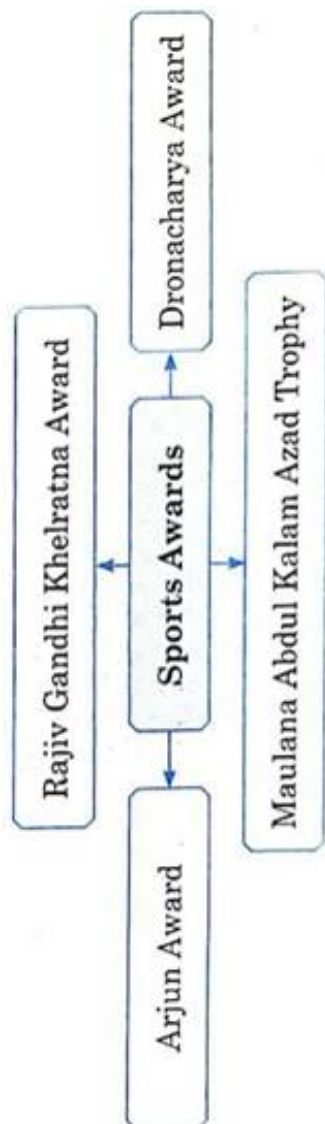 Rajiv Gandhi Khelratna Award
Arjun Award
Sports Awards
Dronacharya Award
Maulana Abdul Kalam Azad Trophy